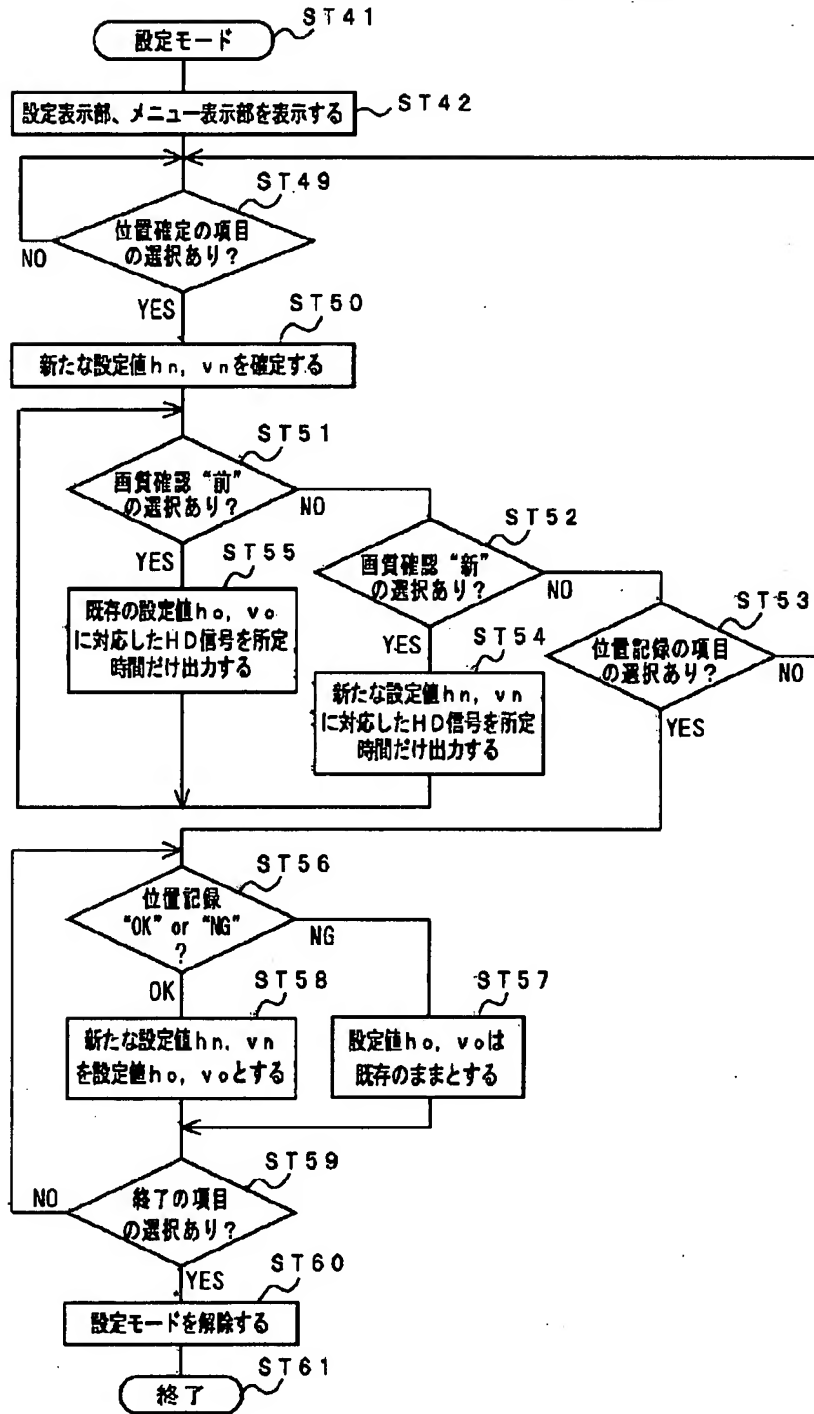 ST41
設定モード
ST42
設定表示部、メニュー表示部を表示する
ST49
位置確定の項目
の選択あり?
NO
YES
ST50
新たな設定値hn, vnを確定する
ST51
画質確認“前”
の選択あり?
NO
YES
ST52
画質確認“新”
の選択あり?
NO
YES
ST53
位置記録の項目
の選択あり?
NO
YES
ST55
既存の設定値ho, vo
に対応したHD信号を所定
時間だけ出力する
ST54
新たな設定値hn, vn
に対応したHD信号を所定
時間だけ出力する
ST56
位置記録
“OK” or “NG”
?
NG
OK
ST58
新たな設定値hn, vn
を設定値ho, voとする
ST57
設定値ho, voは
既存のままとする
ST59
終了の項目
の選択あり?
NO
YES
ST60
設定モードを解除する
ST61
終了